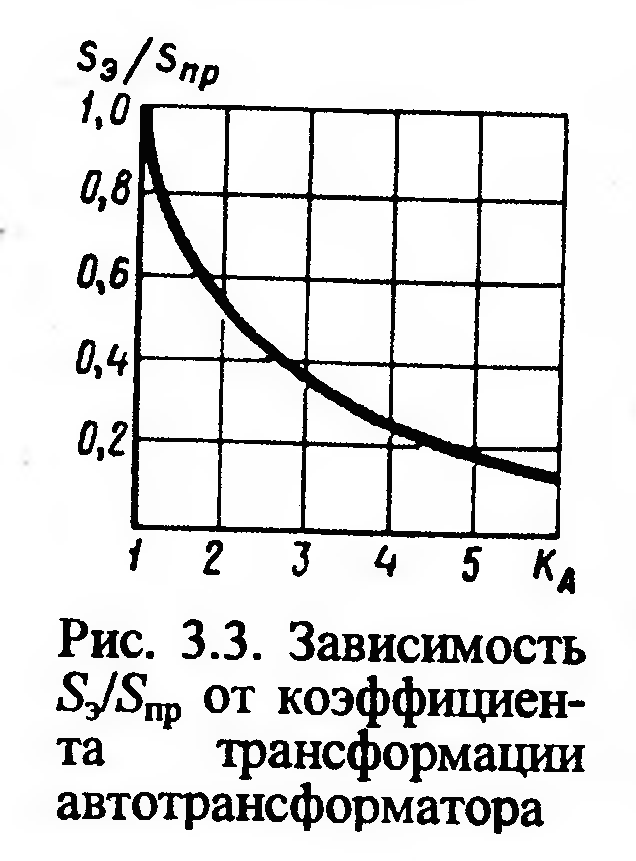 Sэ/Sпр
1,0
0,8
0,6
0,4
0,2
1 2 3 4 5 KА
Рис. 3.3. Зависимость
Sэ/Sпр от коэффициен-
та трансформации
автотрансформатора